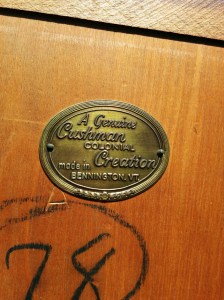 A Genuine
Cushman
COLONIAL
Creation
made in
BENNINGTON, VT.
78